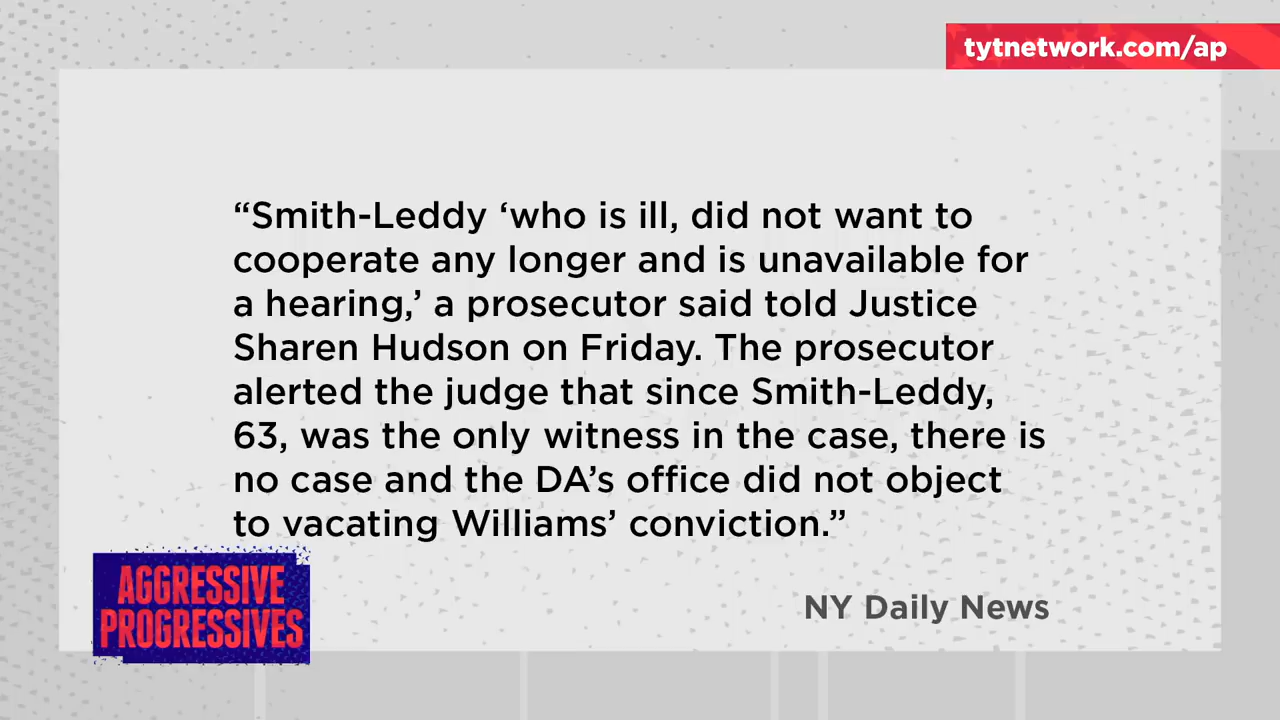 tytnetwork.com/ap
“Smith-Leddy ‘who is ill, did not want to
cooperate any longer and is unavailable for
a hearing,’ a prosecutor said told Justice
Sharen Hudson on Friday. The prosecutor
alerted the judge that since Smith-Leddy,
63, was the only witness in the case, there is
no case and the DA’s office did not object
to vacating Williams’ conviction.”
AGGRESSIVE
PROGRESSIVES
NY Daily News